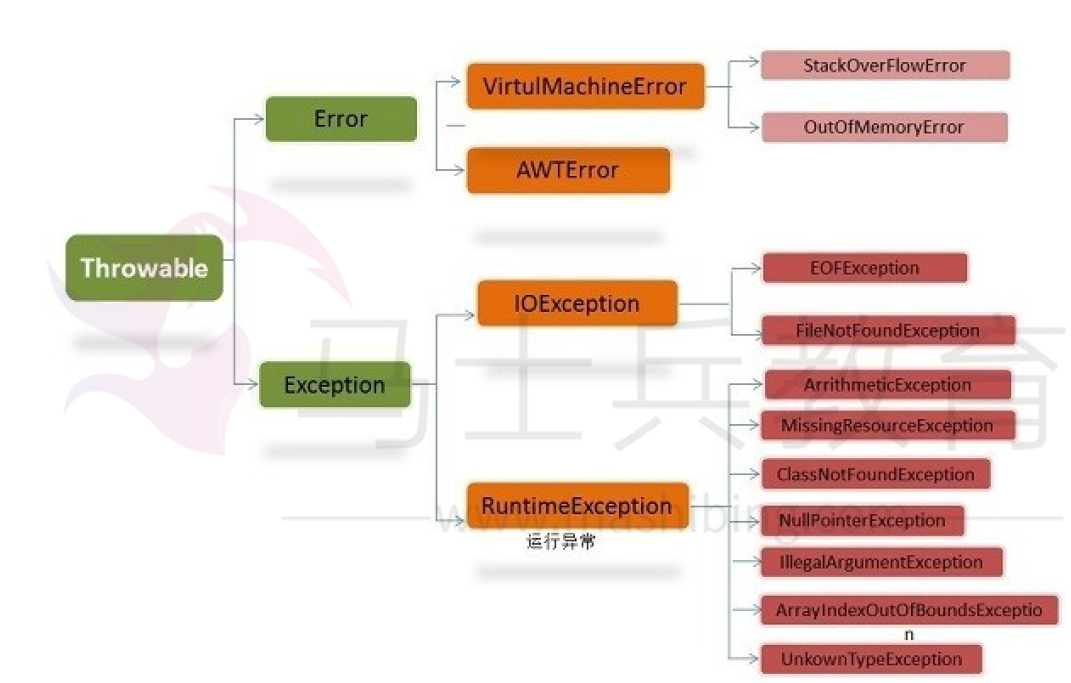 StackOverFlowError
VirtulMachineError
Error
OutOfMemoryError
AWTError
Throwable
EOFException
IOException
FileNotFoundException
Exception
ArrithmeticException
MissingResourceException
ClassNotFoundException
RuntimeException
运行异常
NullPointerException
IllegalArgumentException
ArrayIndexOutOfBoundsExceptio
n
UnkownTypeException
马士兵教育
www.mashibing.com